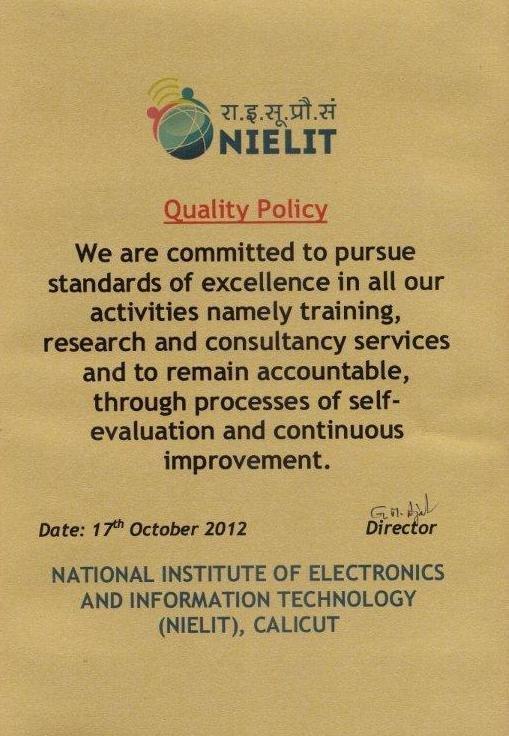 रा.इ.सू.प्रौ.सं
NIELIT
Quality Policy
We are committed to pursue
standards of excellence in all our
activities namely training,
research and consultancy services
and to remain accountable,
through processes of self-
evaluation and continuous
improvement.
Date: 17th October 2012
Director
NATIONAL INSTITUTE OF ELECTRONICS
AND INFORMATION TECHNOLOGY
(NIELIT), CALICUT